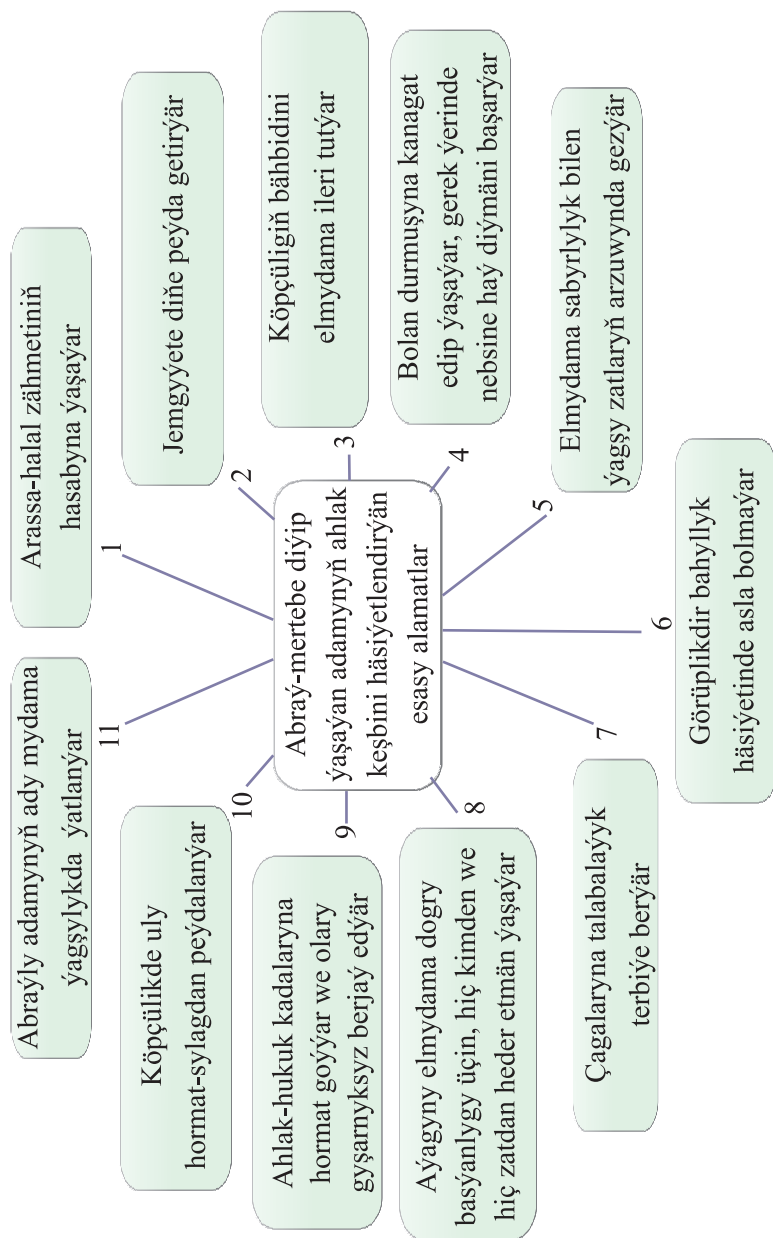 Abraý-mertebe diýip
ýaşaýan adamynyň ahlak
keşbini häsiýetlendirýän
esasy alamatlar
1
Arassa-halal zähmetiniň
hasabyna ýaşaýar
2
Jemgyýete diňe peýda getirýär
3
Köpçüligiň bähbidini
elmydama ileri tutýar
4
Bolan durmuşyna kanagat
edip ýaşaýar, gerek ýerinde
nebsine haý diýmäni başarýar
5
Elmydama sabyrlylyk bilen
ýagşy zatlaryň arzuwynda gezýär
6
Görüplikdir bahyllyk
häsiýetinde asla bolmaýar
7
Çagalaryna talabalaýyk
terbiýe berýär
8
Aýagyny elmydama dogry
basýanlygy üçin, hiç kimden we
hiç zatdan heder etmän ýaşaýar
9
Ahlak-hukuk kadalaryna
hormat goýýar we olary
gyşarnyksyz berjaý edýär
10
Köpçülikde uly
hormat-sylagdan peýdalanýar
11
Abraýly adamynyň ady mydama
ýagşylykda ýatlanýar